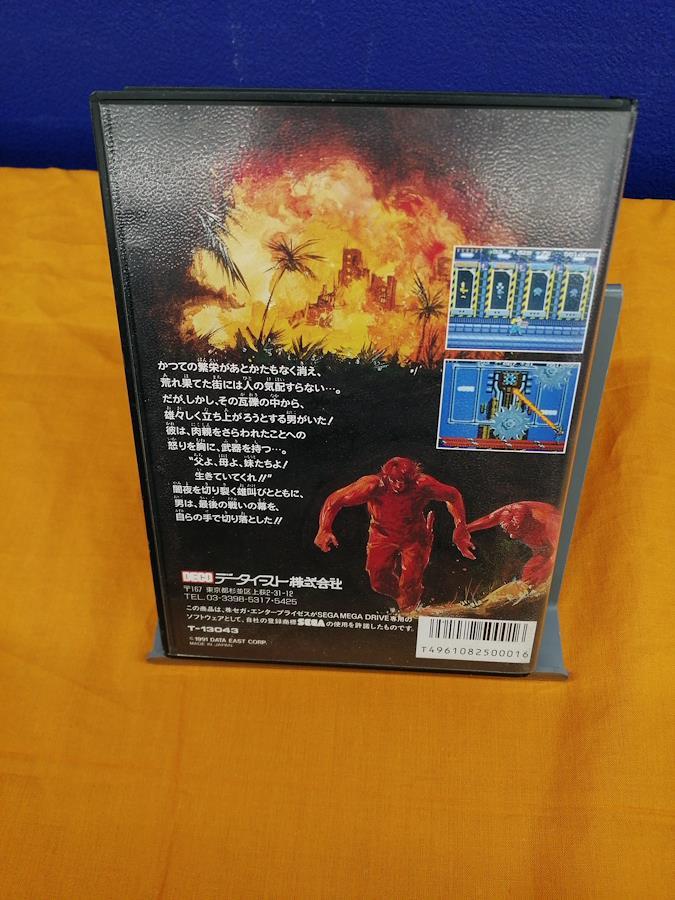 かつての繁栄があとかたもなく消え、
荒れ果てた街には人の気配すらない…。
だが、しかし、その瓦礫の中から、
雄々しく立ち上がろうとする男がいた!
彼は、肉親をさらわれたことへの
怒りを胸に、武器を持つ…。
"父よ、母よ、妹たちよ!
生きていてくれ!!"
闇夜を切り裂く雄叫びとともに、
男は、最後の戦いの幕を、
自らの手で切り落とした!!
データイースト株式会社
〒167 東京都杉並区上荻2-31-12
TEL.03-3398-5317·5425
この商品は、㈱セガ・エンタープライゼスがSEGA MEGA DRIVE専用の
ソフトウェアとして、自社の登録商標SEGAの使用を許諾したものです。
T-13043
©1991 DATA EAST CORP.
MADE IN JAPAN
T4961082500016